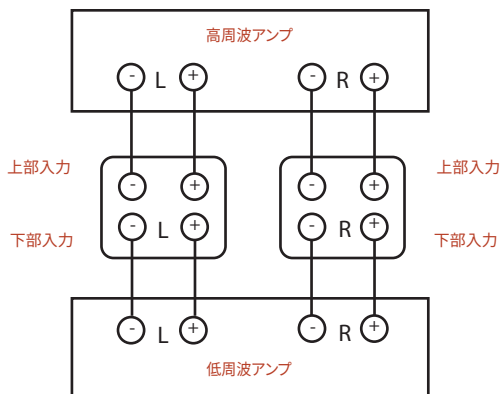 高周波アンプ
- L + - R +
上部入力 - + - + 上部入力
下部入力 - L + - R + 下部入力
- L + - R +
低周波アンプ